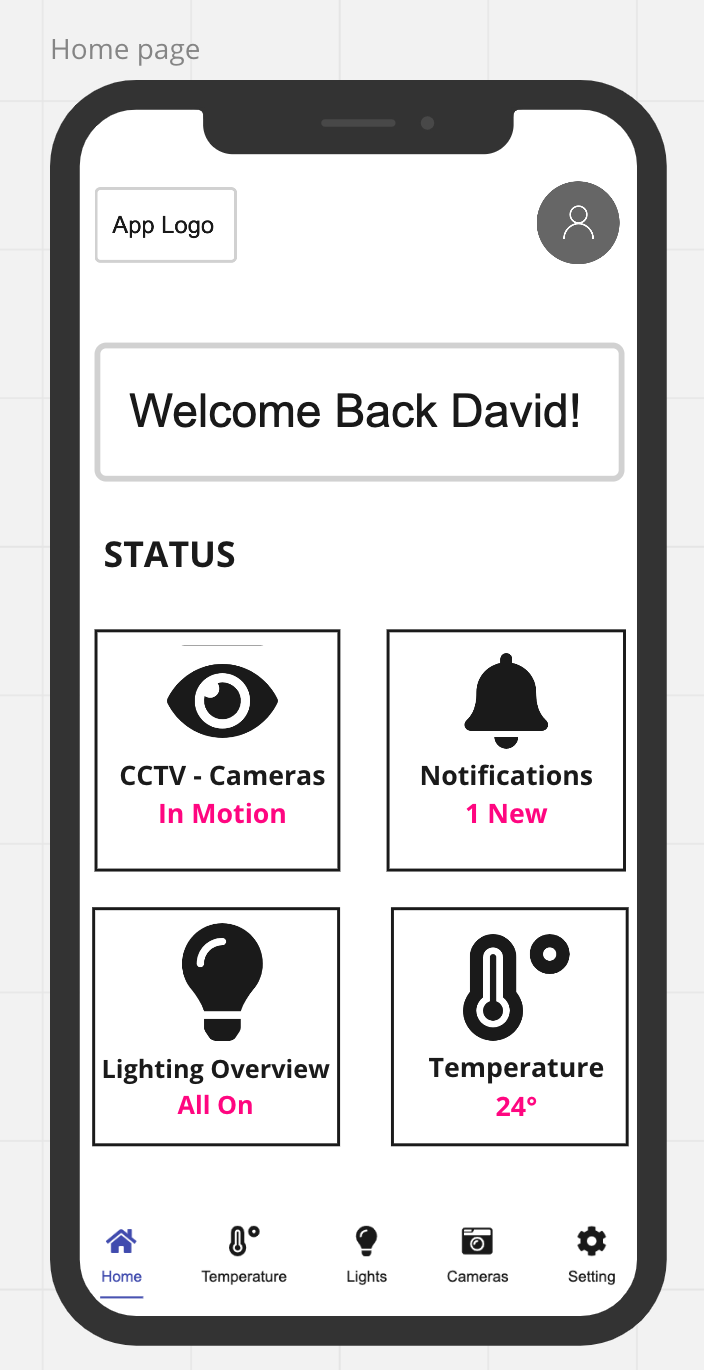 Home page
App Logo
Welcome Back David!
STATUS
CCTV - Cameras
In Motion
Notifications
1 New
Lighting Overview
All On
Temperature
24°
Home
Temperature
Lights
Cameras
Setting